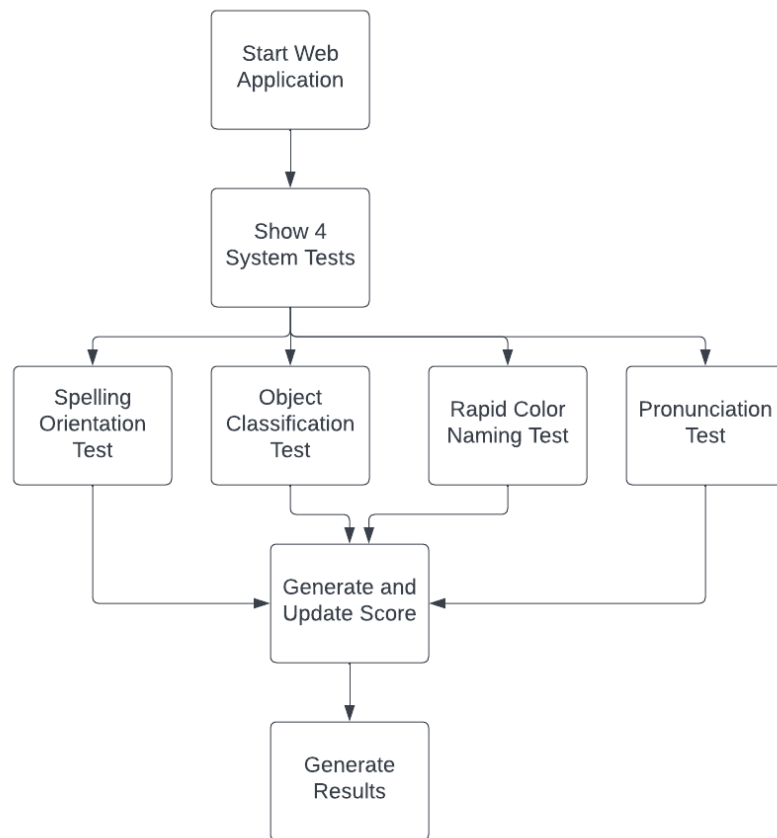 Start Web
Application
Show 4
System Tests
Spelling
Orientation
Test
Object
Classification
Test
Rapid Color
Naming Test
Pronunciation
Test
Generate and
Update Score
Generate
Results